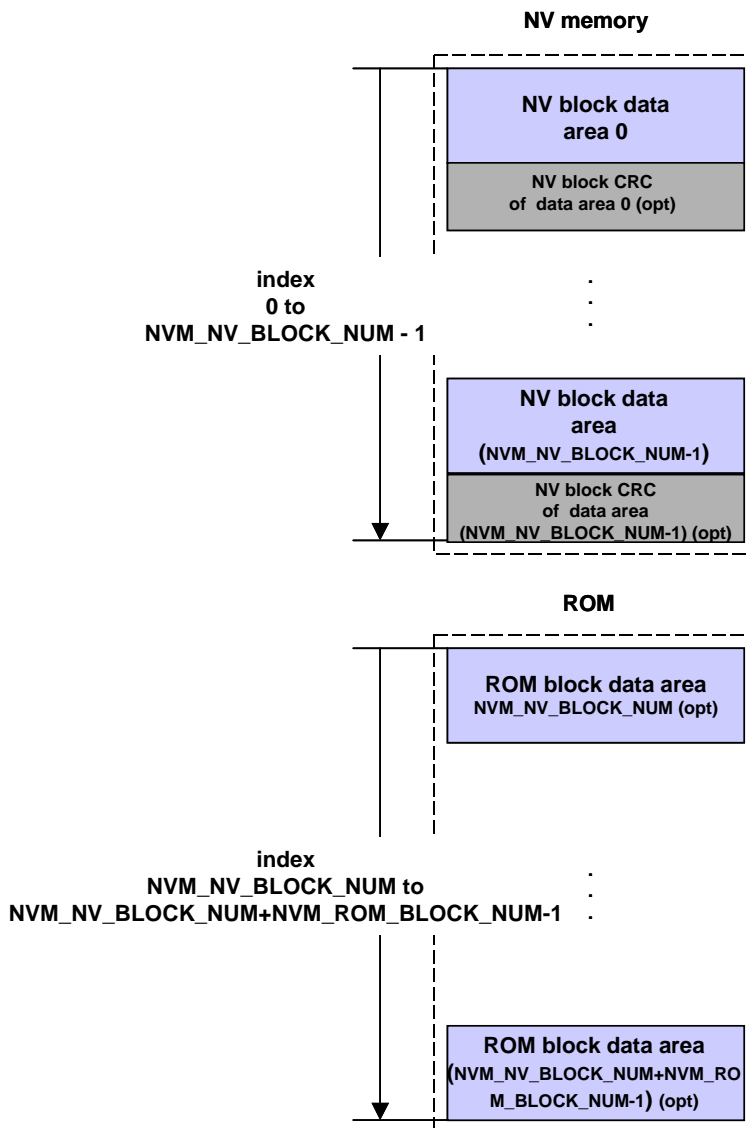 NV memory
NV block data
area 0
NV block CRC
of data area 0 (opt)
index
0 to
NVM_NV_BLOCK_NUM - 1
.
.
.
NV block data
area
(NVM_NV_BLOCK_NUM-1)
NV block CRC
of data area
(NVM_NV_BLOCK_NUM-1) (opt)
ROM
ROM block data area
NVM_NV_BLOCK_NUM (opt)
index
NVM_NV_BLOCK_NUM to
NVM_NV_BLOCK_NUM+NVM_ROM_BLOCK_NUM-1
.
.
.
ROM block data area
(NVM_NV_BLOCK_NUM+NVM_RO
M_BLOCK_NUM-1) (opt)